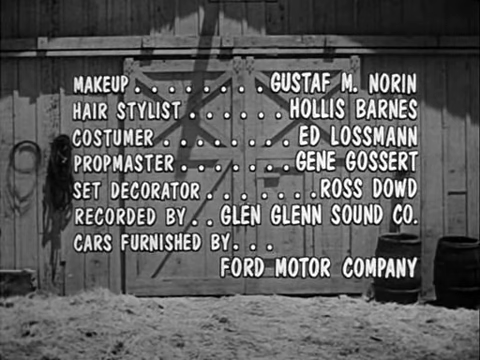 MAKEUP . . . . . . . . GUSTAF M. NORIN
HAIR STYLIST . . . . . . HOLLIS BARNES
COSTUMER . . . . . . . . ED LOSSMANN
PROPMASTER . . . . . . . GENE GOSSERT
SET DECORATOR . . . . . . ROSS DOWD
RECORDED BY . . GLEN GLENN SOUND CO.
CARS FURNISHED BY . . .
FORD MOTOR COMPANY